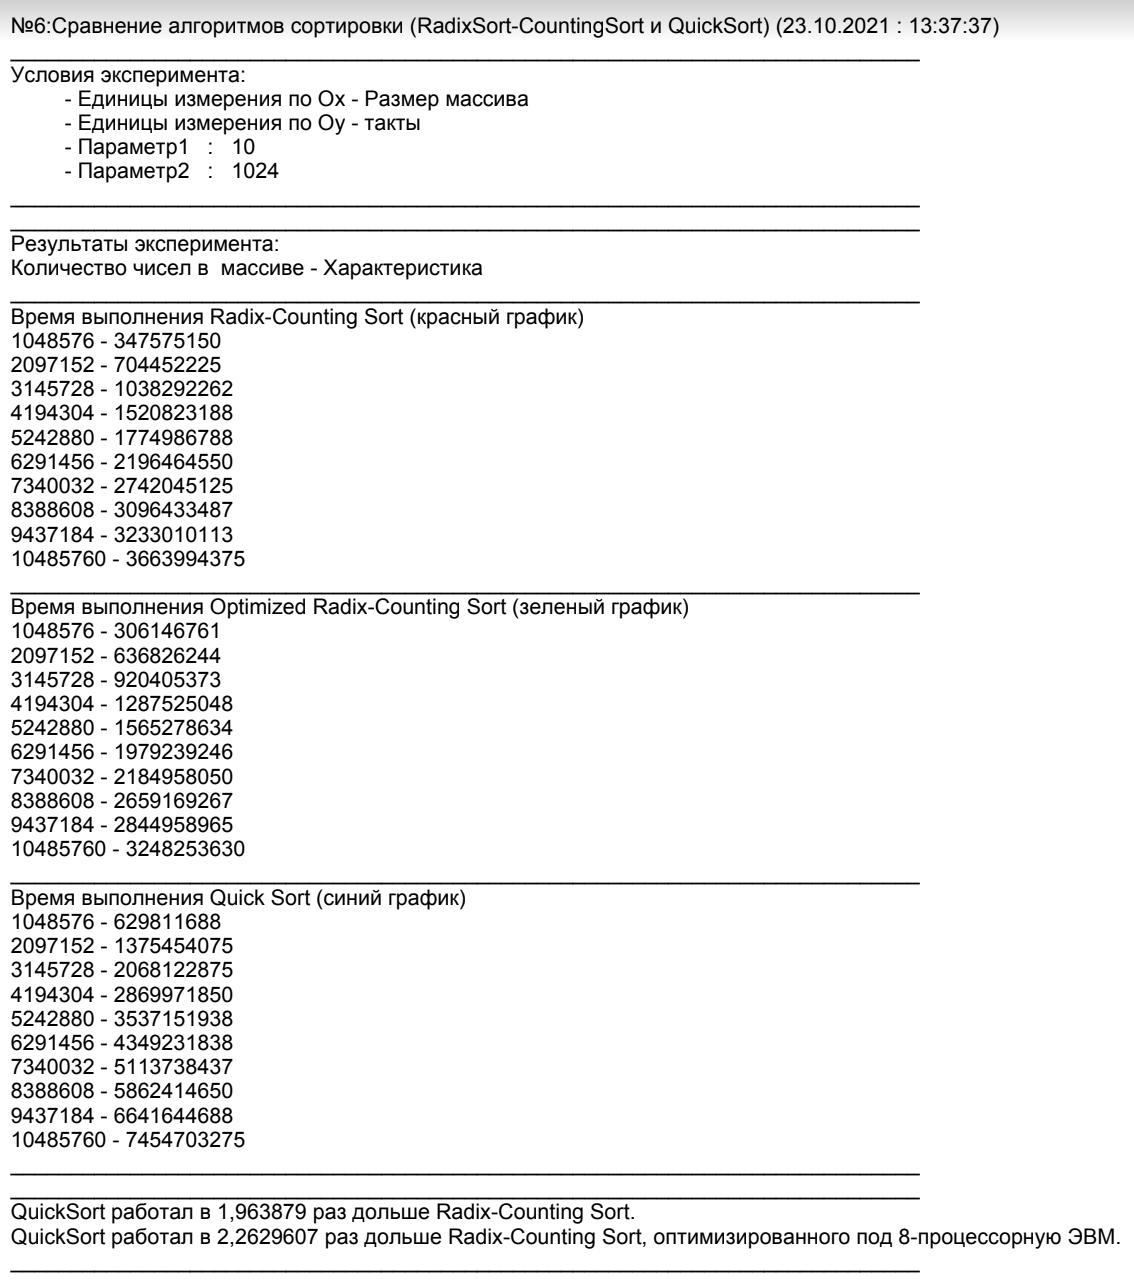 №6:Сравнение алгоритмов сортировки (RadixSort-CountingSort и QuickSort) (23.10.2021 : 13:37:37)
Условия эксперимента:
- Единицы измерения по Ox - Размер массива
- Единицы измерения по Oy - такты
- Параметр1 : 10
- Параметр2 : 1024
Результаты эксперимента:
Количество чисел в массиве - Характеристика
Время выполнения Radix-Counting Sort (красный график)
1048576 - 347575150
2097152 - 704452225
3145728 - 1038292262
4194304 - 1520823188
5242880 - 1774986788
6291456 - 2196464550
7340032 - 2742045125
8388608 - 3096433487
9437184 - 3233010113
10485760 - 3663994375
Время выполнения Optimized Radix-Counting Sort (зеленый график)
1048576 - 306146761
2097152 - 636826244
3145728 - 920405373
4194304 - 1287525048
5242880 - 1565278634
6291456 - 1979239246
7340032 - 2184958050
8388608 - 2659169267
9437184 - 2844958965
10485760 - 3248253630
Время выполнения Quick Sort (синий график)
1048576 - 629811688
2097152 - 1375454075
3145728 - 2068122875
4194304 - 2869971850
5242880 - 3537151938
6291456 - 4349231838
7340032 - 5113738437
8388608 - 5862414650
9437184 - 6641644688
10485760 - 7454703275
QuickSort работал в 1,963879 раз дольше Radix-Counting Sort.
QuickSort работал в 2,2629607 раз дольше Radix-Counting Sort, оптимизированного под 8-процессорную ЭВМ.